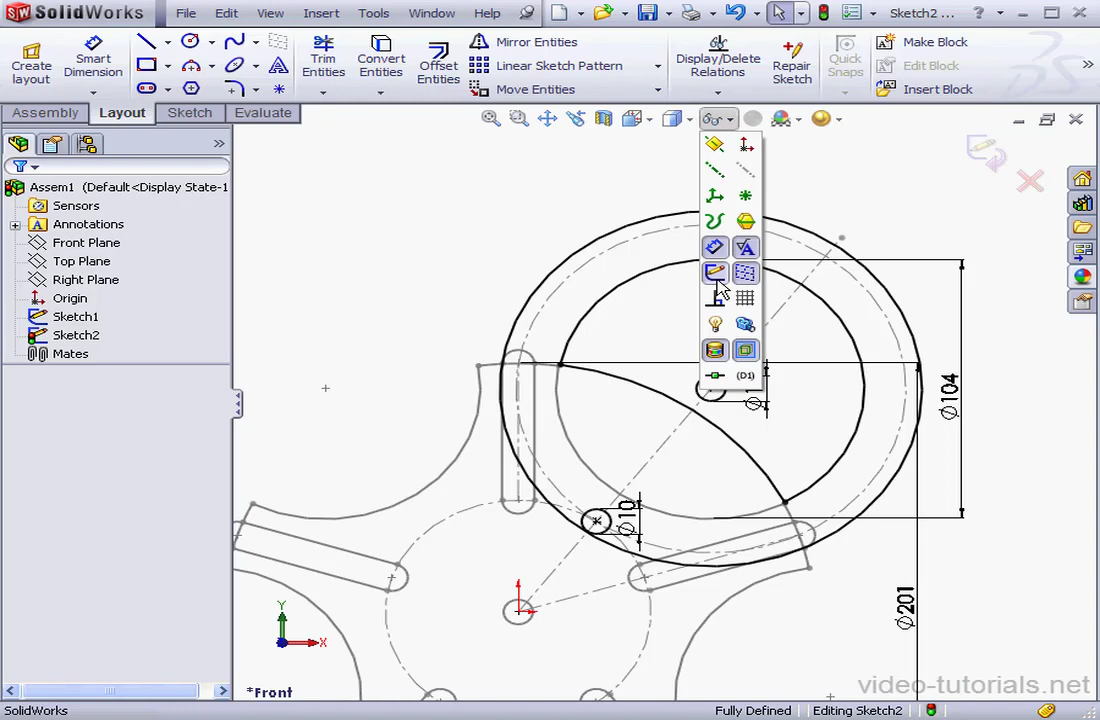 SolidWorks File Edit View Insert Tools Window Help Sketch2 ...
Create layout
Smart Dimension
Trim Entities
Convert Entities
Offset Entities
Mirror Entities
Linear Sketch Pattern
Move Entities
Display/Delete Relations
Repair Sketch
Quick Snaps
Make Block
Edit Block
Insert Block
Assembly Layout Sketch Evaluate
Assem1 (Default<Display State-1
Sensors
Annotations
Front Plane
Top Plane
Right Plane
Origin
Sketch1
Sketch2
Mates
(D1)
⌀104
⌀10
⌀201
Y
X
*Front
video-tutorials.net
SolidWorks Fully Defined Editing Sketch2